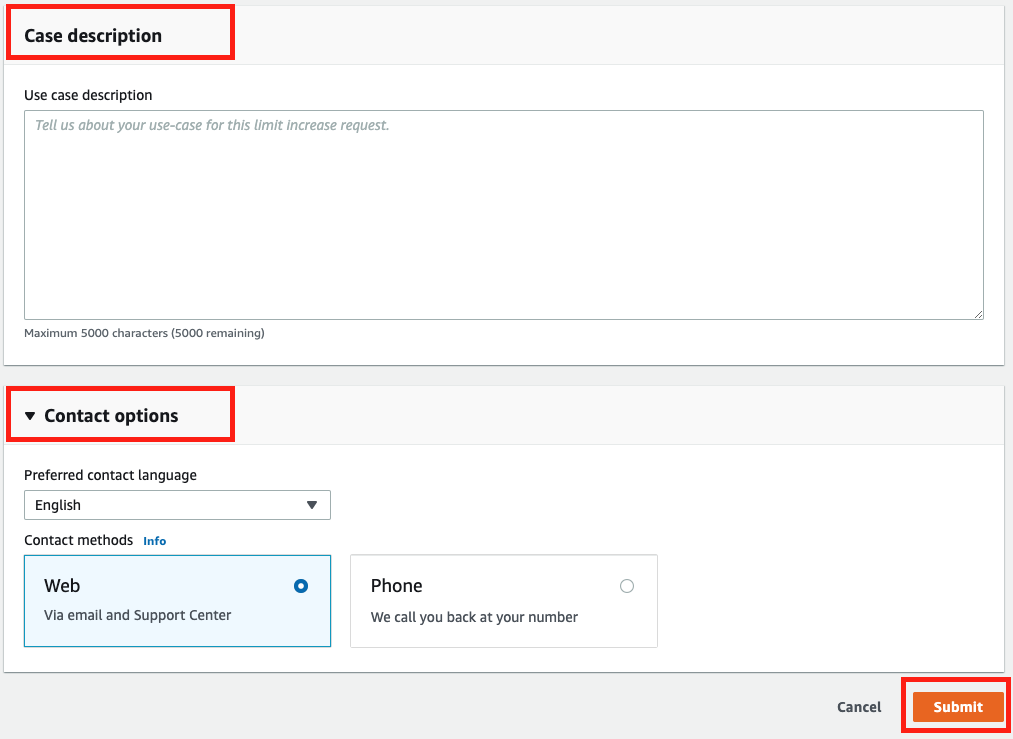 Case description
Use case description
Tell us about your use-case for this limit increase request.
Maximum 5000 characters (5000 remaining)
Contact options
Preferred contact language
English
Contact methods Info
Web
Via email and Support Center
Phone
We call you back at your number
Cancel Submit